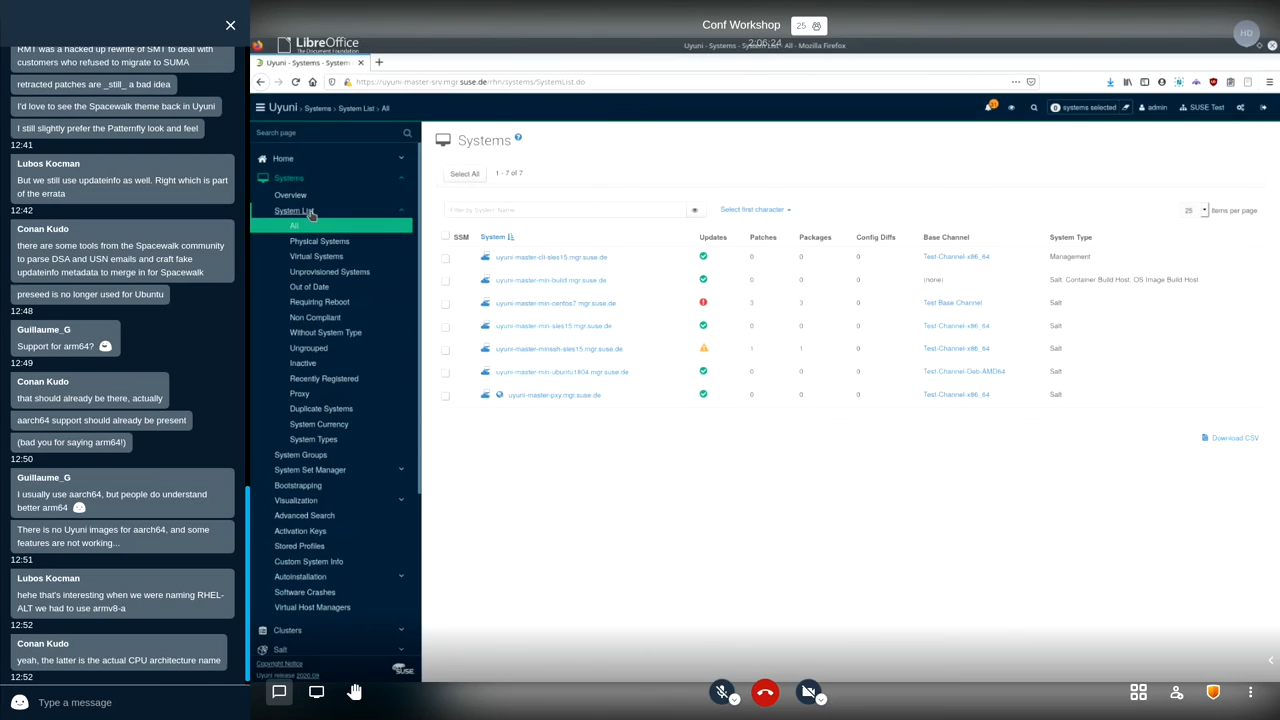 RMT was a hacked up rewrite of SMT to deal with
customers who refused to migrate to SUMA
retracted patches are _still_ a bad idea
I'd love to see the Spacewalk theme back in Uyuni
I still slightly prefer the Patternfly look and feel
12:41
Lubos Kocman
But we still use updateinfo as well. Right which is
part of the errata
12:42
Conan Kudo
there are some tools from the Spacewalk community
to parse DSA and USN emails and craft fake
updateinfo metadata to merge in for Spacewalk
preseed is no longer used for Ubuntu
12:48
Guillaume_G
Support for arm64?
12:49
Conan Kudo
that should already be there, actually
aarch64 support should already be present
(bad you for saying arm64!)
12:50
Guillaume_G
I usually use aarch64, but people do understand
better arm64
There is no Uyuni images for aarch64, and some
features are not working...
12:51
Lubos Kocman
hehe that's interesting when we were naming RHEL-
ALT we had to use armv8-a
12:52
Conan Kudo
yeah, the latter is the actual CPU architecture name
12:52
Type a message
Conf Workshop
25
2:06:24
HD
LibreOffice
The Document Foundation
Uyuni - Systems - System List - All - Mozilla Firefox
Uyuni - Systems - System
https://uyuni-master-srv.mgr.suse.de/rhn/systems/SystemList.do
Uyuni › Systems › System List › All
0 systems selected
admin
SUSE Test
Search page
Home
Systems
Overview
System List
All
Physical Systems
Virtual Systems
Unprovisioned Systems
Out of Date
Requiring Reboot
Non Compliant
Without System Type
Ungrouped
Inactive
Recently Registered
Proxy
Duplicate Systems
System Currency
System Types
System Groups
System Set Manager
Bootstrapping
Visualization
Advanced Search
Activation Keys
Stored Profiles
Custom System Info
Autoinstallation
Software Crashes
Virtual Host Managers
Clusters
Salt
Copyright Notice
Uyuni release 2020.09
SUSE
Systems
Select All
1 - 7 of 7
Filter by System Name
Select first character
25 items per page
SSM System Updates Patches Packages Config Diffs Base Channel System Type
uyuni-master-cli-sles15.mgr.suse.de 0 0 0 Test-Channel-x86_64 Management
uyuni-master-min-build.mgr.suse.de 0 0 0 (none) Salt, Container Build Host, OS Image Build Host
uyuni-master-min-centos7.mgr.suse.de 3 3 0 Test Base Channel Salt
uyuni-master-min-sles15.mgr.suse.de 0 0 0 Test-Channel-x86_64 Salt
uyuni-master-minssh-sles15.mgr.suse.de 1 1 0 Test-Channel-x86_64 Salt
uyuni-master-min-ubuntu1804.mgr.suse.de 0 0 0 Test-Channel-Deb-AMD64 Salt
uyuni-master-pxy.mgr.suse.de 0 0 0 Test-Channel-x86_64 Salt
Download CSV